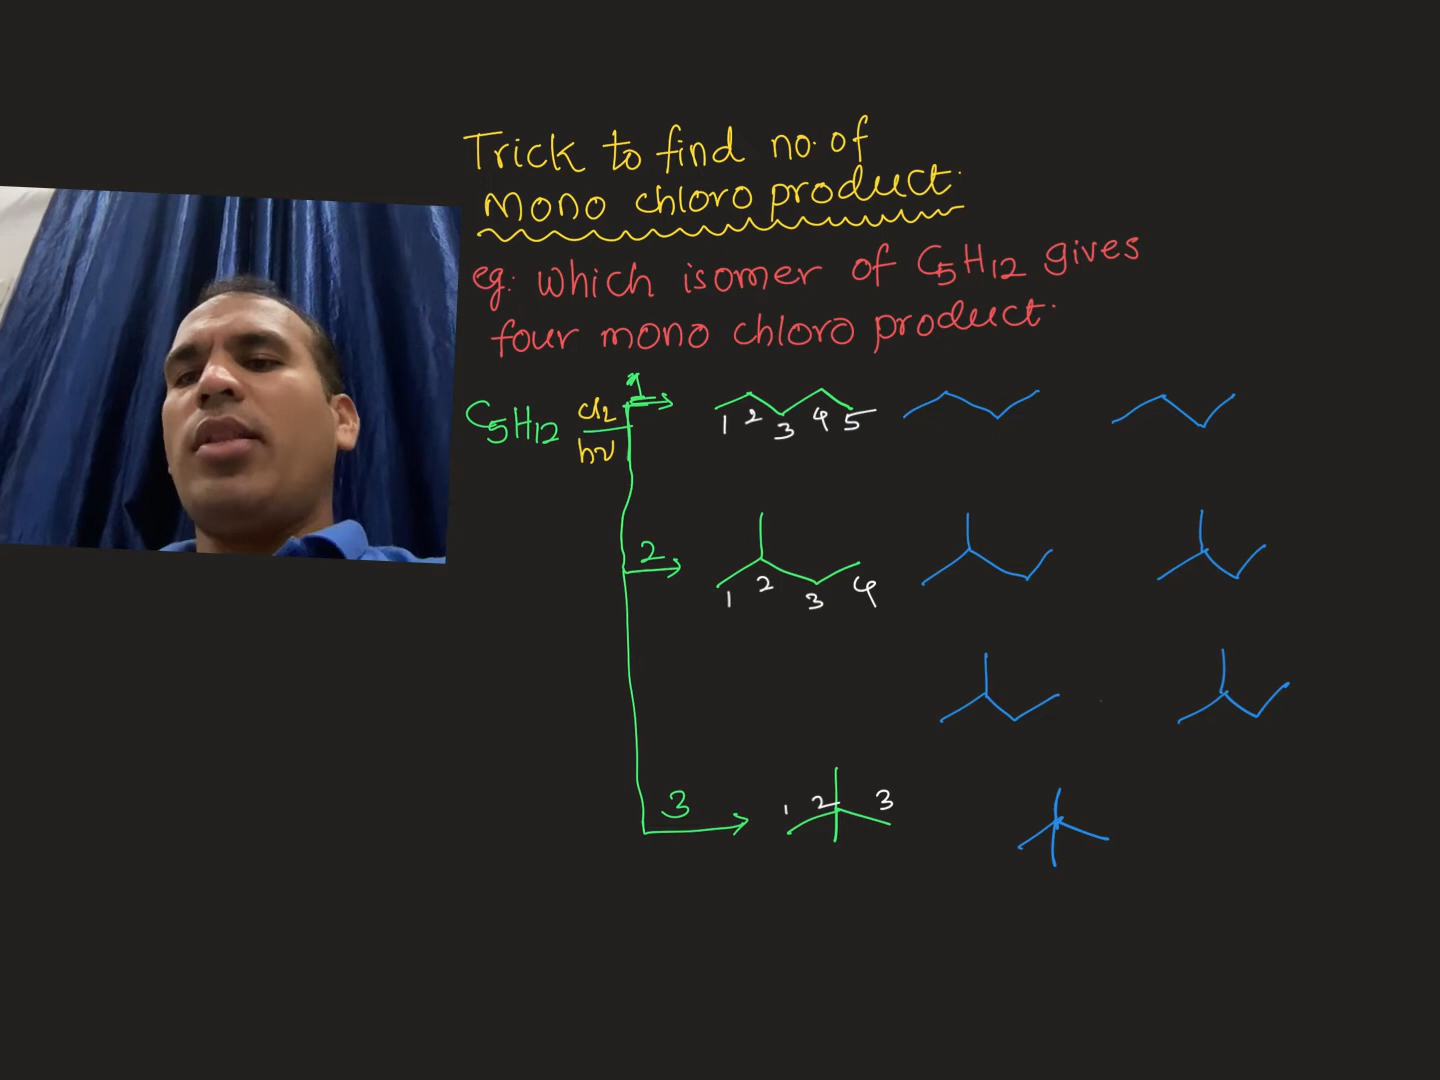 Trick to find no. of
mono chloro product.
eg: which isomer of C5H12 gives
four mono chloro product.
C5H12 Cl2
hν
1
1 2 3 4 5
2
1 2 3 4
3
1 2 3